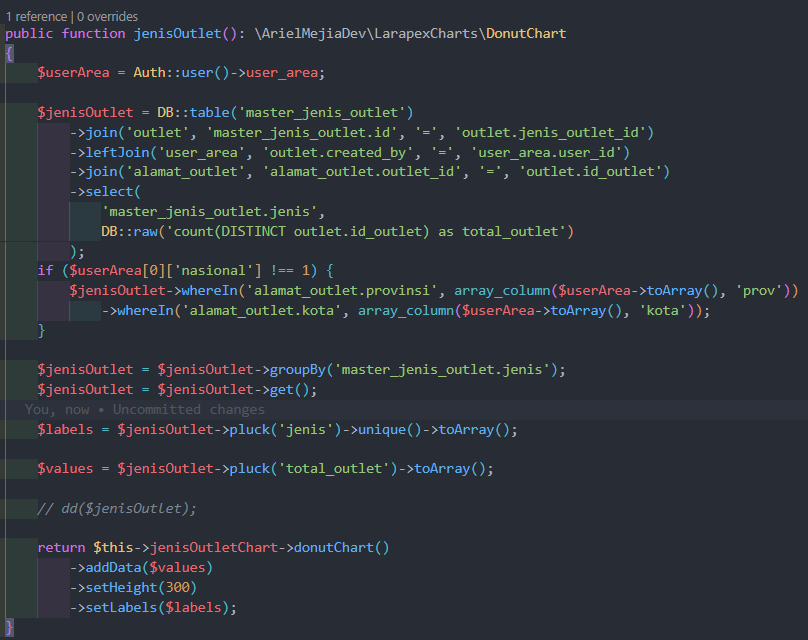 1 reference | 0 overrides
public function jenisOutlet(): \ArielMejiaDev\LarapexCharts\DonutChart
{
    $userArea = Auth::user()->user_area;

    $jenisOutlet = DB::table('master_jenis_outlet')
        ->join('outlet', 'master_jenis_outlet.id', '=', 'outlet.jenis_outlet_id')
        ->leftJoin('user_area', 'outlet.created_by', '=', 'user_area.user_id')
        ->join('alamat_outlet', 'alamat_outlet.outlet_id', '=', 'outlet.id_outlet')
        ->select(
            'master_jenis_outlet.jenis',
            DB::raw('count(DISTINCT outlet.id_outlet) as total_outlet')
        );
    if ($userArea[0]['nasional'] !== 1) {
        $jenisOutlet->whereIn('alamat_outlet.provinsi', array_column($userArea->toArray(), 'prov'))
            ->whereIn('alamat_outlet.kota', array_column($userArea->toArray(), 'kota'));
    }

    $jenisOutlet = $jenisOutlet->groupBy('master_jenis_outlet.jenis');
    $jenisOutlet = $jenisOutlet->get();
You, now • Uncommitted changes
    $labels = $jenisOutlet->pluck('jenis')->unique()->toArray();

    $values = $jenisOutlet->pluck('total_outlet')->toArray();

    // dd($jenisOutlet);

    return $this->jenisOutletChart->donutChart()
        ->addData($values)
        ->setHeight(300)
        ->setLabels($labels);
}